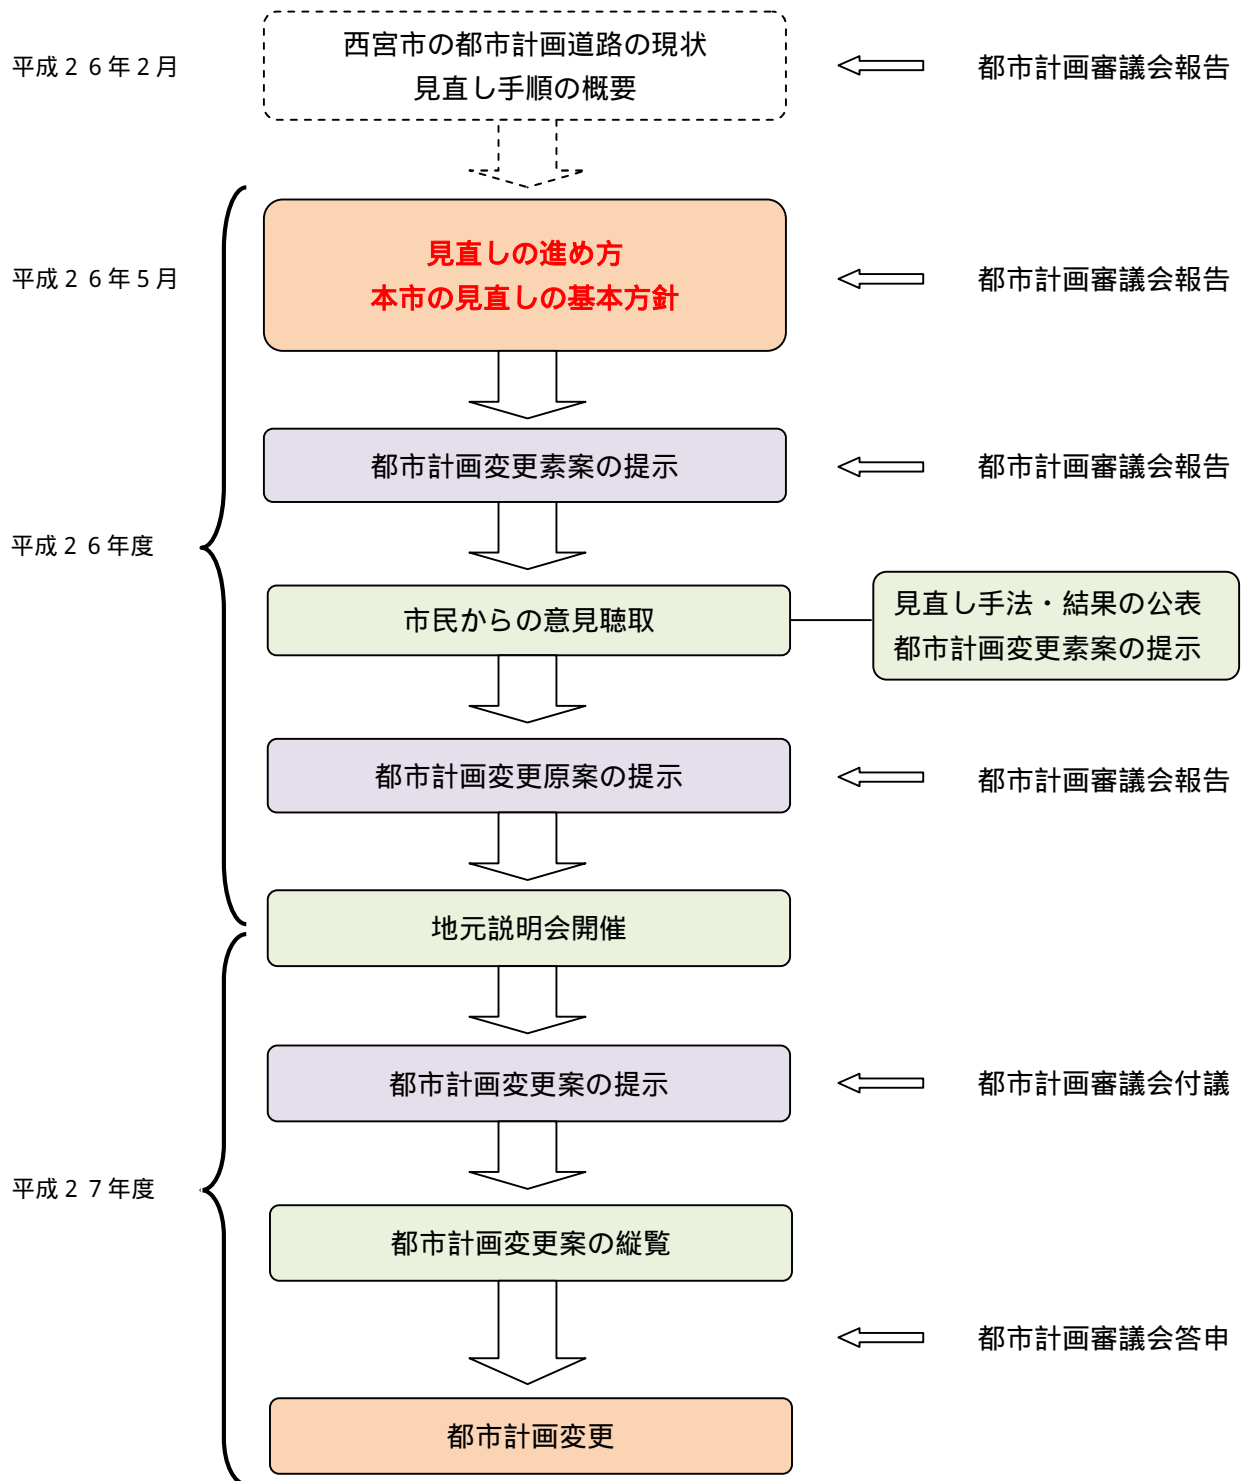 平成２６年２月
西宮市の都市計画道路の現状
見直し手順の概要
都市計画審議会報告
平成２６年５月
見直しの進め方
本市の見直しの基本方針
都市計画審議会報告
都市計画変更素案の提示
都市計画審議会報告
平成２６年度
市民からの意見聴取
見直し手法・結果の公表
都市計画変更素案の提示
都市計画変更原案の提示
都市計画審議会報告
地元説明会開催
都市計画変更案の提示
都市計画審議会付議
平成２７年度
都市計画変更案の縦覧
都市計画審議会答申
都市計画変更